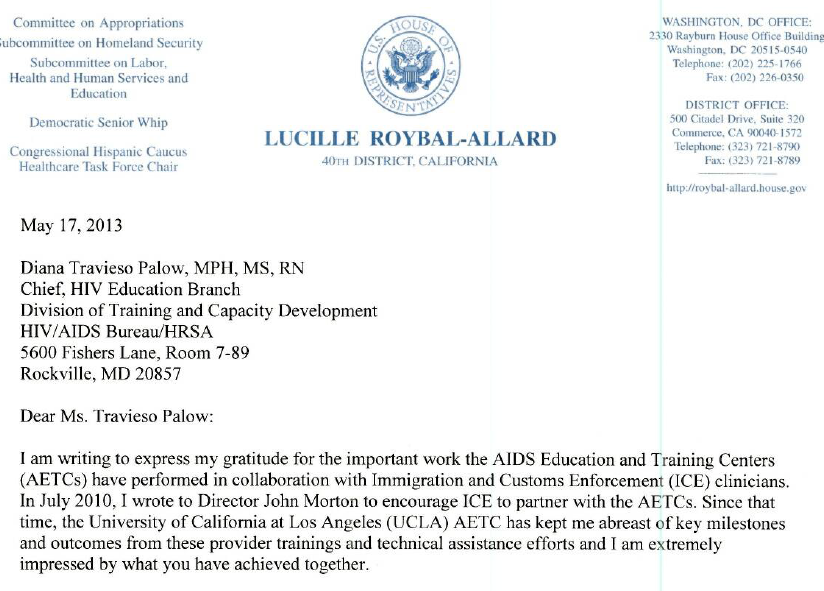 Committee on Appropriations
Subcommittee on Homeland Security
Subcommittee on Labor,
Health and Human Services and
Education
Democratic Senior Whip
Congressional Hispanic Caucus
Healthcare Task Force Chair
U.S. HOUSE OF REPRESENTATIVES
LUCILLE ROYBAL-ALLARD
40TH DISTRICT, CALIFORNIA
WASHINGTON, DC OFFICE:
2330 Rayburn House Office Building
Washington, DC 20515-0540
Telephone: (202) 225-1766
Fax: (202) 226-0350
DISTRICT OFFICE:
500 Citadel Drive, Suite 320
Commerce, CA 90040-1572
Telephone: (323) 721-8790
Fax: (323) 721-8789
http://roybal-allard.house.gov
May 17, 2013
Diana Travieso Palow, MPH, MS, RN
Chief, HIV Education Branch
Division of Training and Capacity Development
HIV/AIDS Bureau/HRSA
5600 Fishers Lane, Room 7-89
Rockville, MD 20857
Dear Ms. Travieso Palow:
I am writing to express my gratitude for the important work the AIDS Education and Training Centers
(AETCs) have performed in collaboration with Immigration and Customs Enforcement (ICE) clinicians.
In July 2010, I wrote to Director John Morton to encourage ICE to partner with the AETCs. Since that
time, the University of California at Los Angeles (UCLA) AETC has kept me abreast of key milestones
and outcomes from these provider trainings and technical assistance efforts and I am extremely
impressed by what you have achieved together.